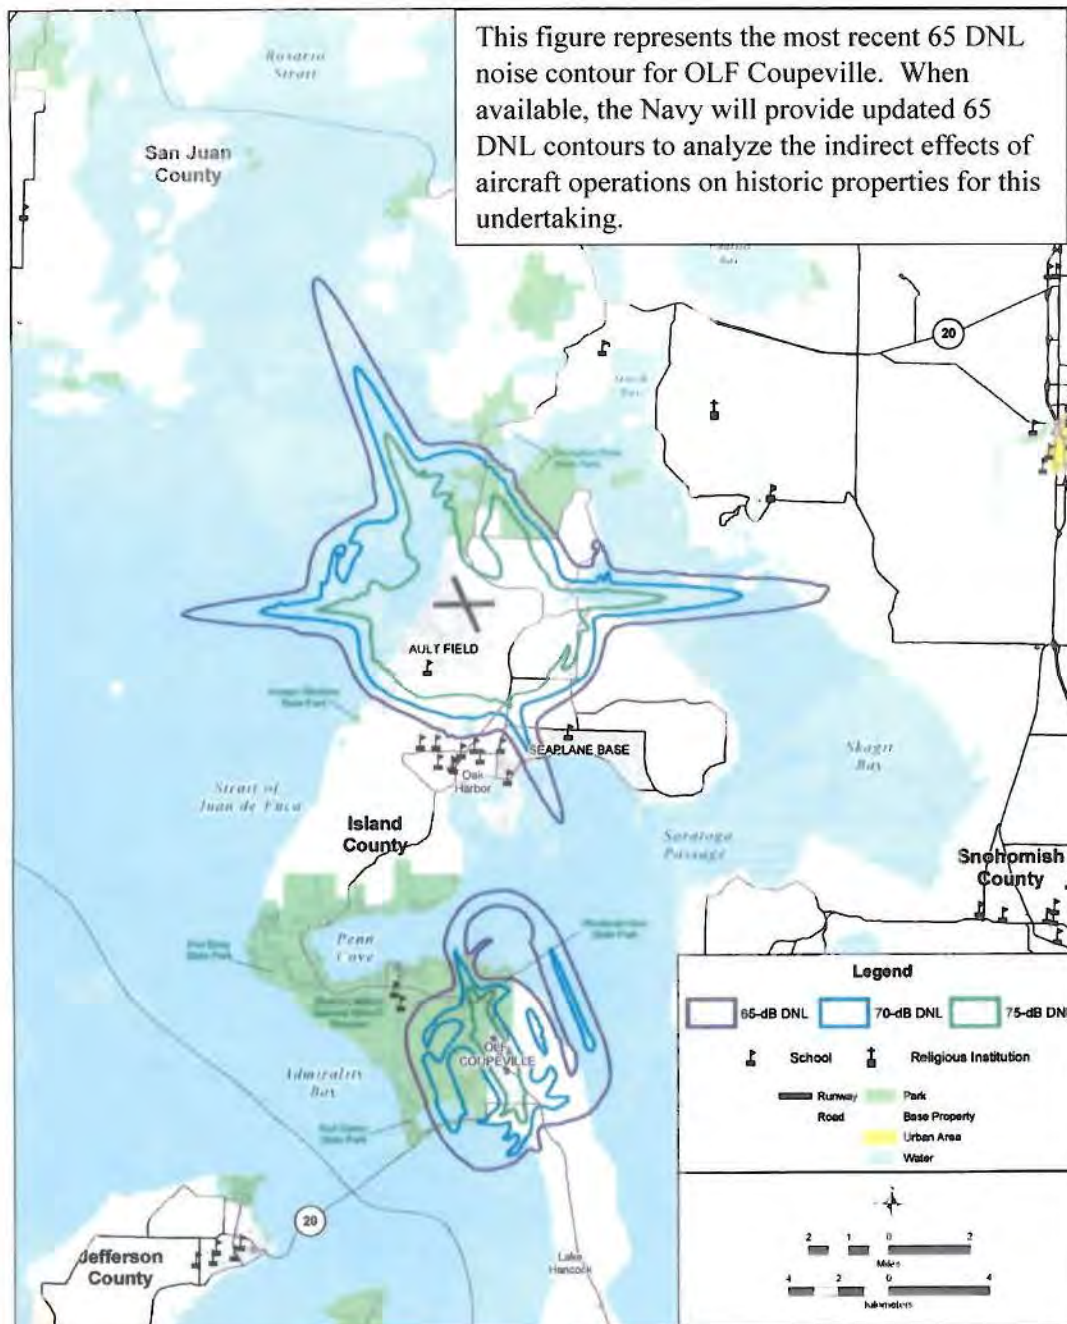 This figure represents the most recent 65 DNL
noise contour for OLF Coupeville. When
available, the Navy will provide updated 65
DNL contours to analyze the indirect effects of
aircraft operations on historic properties for this
undertaking.
Rosario
Strait
San Juan
County
20
AULT FIELD
SEAPLANE BASE
Oak
Harbor
Skagit
Bay
Strait of
Juan de Fuca
Island
County
Saratoga
Passage
Snohomish
County
Penn
Cove
OLF
COUPEVILLE
Admirality
Bay
Legend
65-dB DNL
70-dB DNL
75-dB DNL
School
Religious Institution
Runway
Park
Road
Base Property
Urban Area
Water
20
Jefferson
County
Lake
Hancock
2 1 0 2
Miles
4 2 0 4
Kilometers